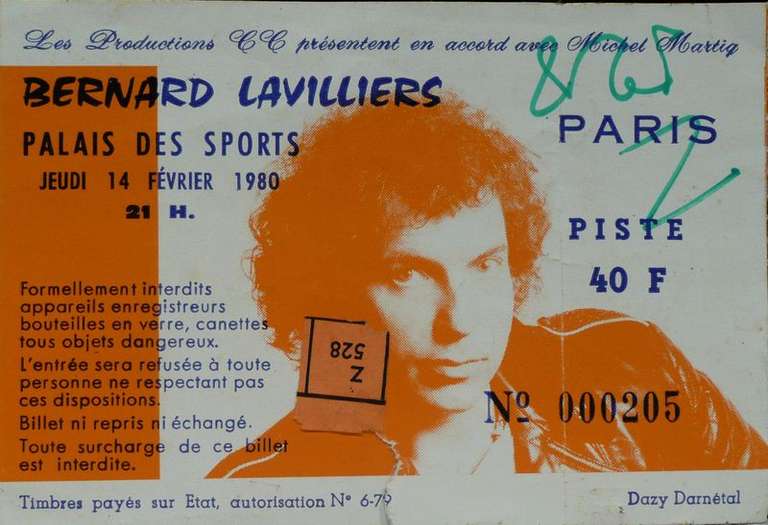 Les Productions CC présentent en accord avec Michel Martig
BERNARD LAVILLIERS
PALAIS DES SPORTS
JEUDI 14 FÉVRIER 1980
21 H.
PARIS
PISTE
40 F
Formellement interdits
appareils enregistreurs
bouteilles en verre, canettes
tous objets dangereux.
L'entrée sera refusée à toute
personne ne respectant pas
ces dispositions.
Billet ni repris ni échangé.
Toute surcharge de ce billet
est interdite.
Z
528
Nº 000205
Timbres payés sur Etat, autorisation N° 6-79
Dazy Darnétal